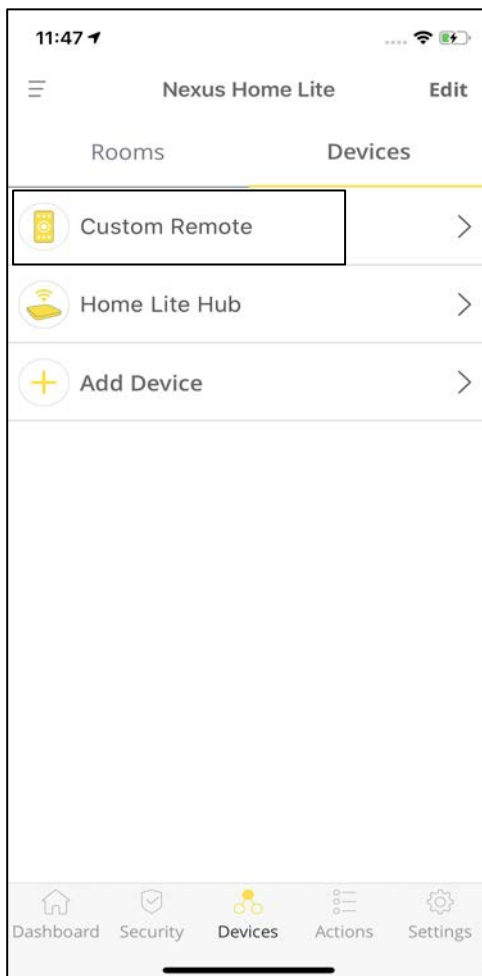 11:47
Nexus Home Lite Edit
Rooms Devices
Custom Remote
Home Lite Hub
Add Device
Dashboard Security Devices Actions Settings